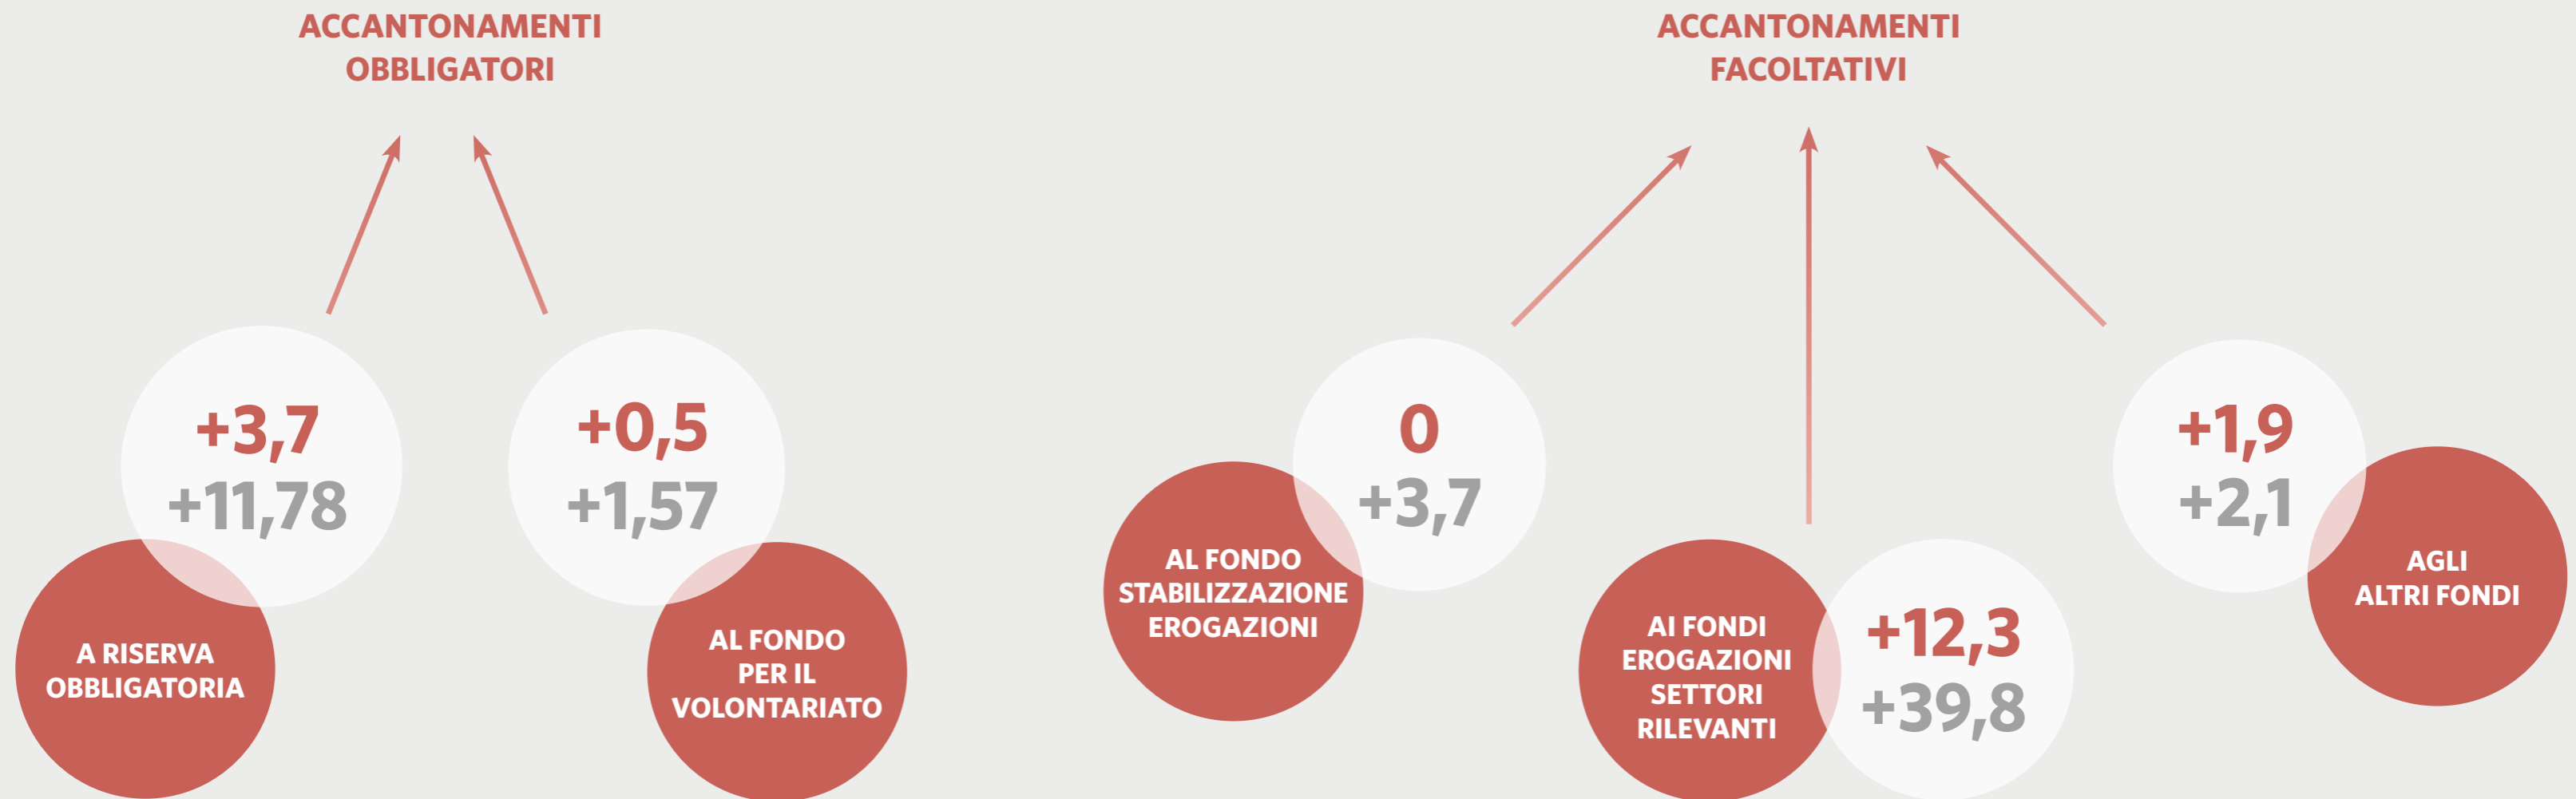 ACCANTONAMENTI
OBBLIGATORI
+3,7
+11,78
A RISERVA
OBBLIGATORIA
+0,5
+1,57
AL FONDO
PER IL
VOLONTARIATO
ACCANTONAMENTI
FACOLTATIVI
0
+3,7
AL FONDO
STABILIZZAZIONE
EROGAZIONI
+12,3
+39,8
AI FONDI
EROGAZIONI
SETTORI
RILEVANTI
+1,9
+2,1
AGLI
ALTRI FONDI